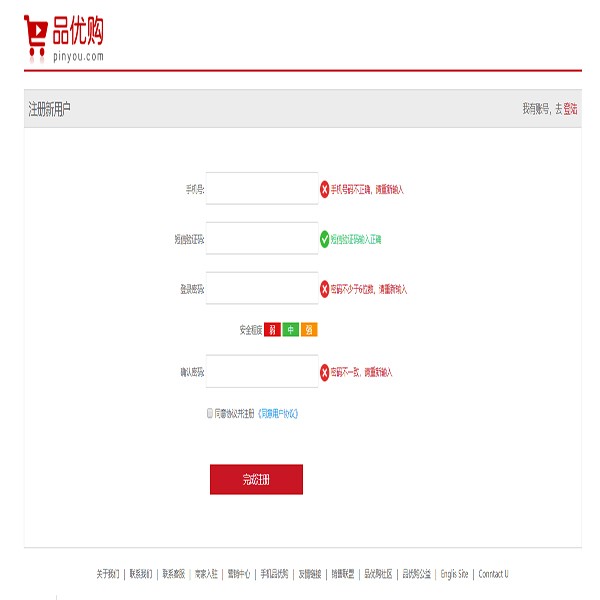 品优购
pinyou.com
注册新用户 我有账号，去 登陆
手机号: 手机号码不正确，请重新输入
短信验证码: 短信验证码输入正确
登录密码: 密码不少于6位数，请重新输入
安全程度 弱 中 强
确认密码: 密码不一致，请重新输入
同意协议并注册 《同意用户协议》
完成注册
关于我们 | 联系我们 | 联系客服 | 商家入驻 | 营销中心 | 手机品优购 | 友情链接 | 销售联盟 | 品优购社区 | 品优购公益 | Englis Site | Conntact U